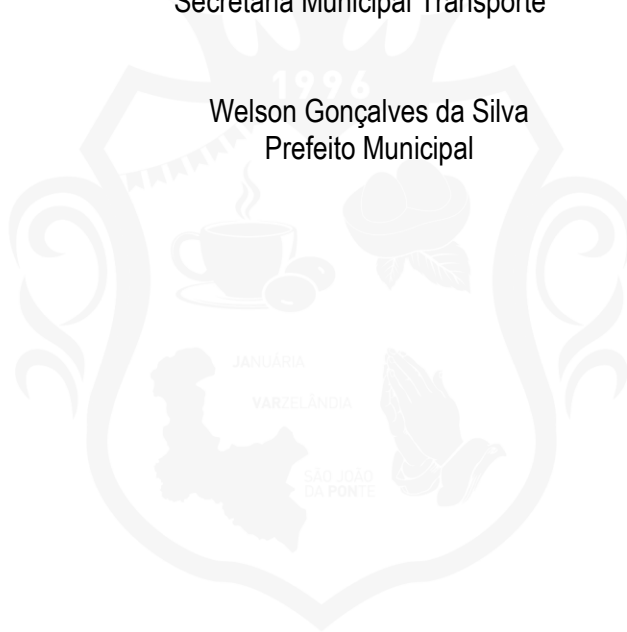 Secretaria Municipal Transporte
1996
Welson Gonçalves da Silva
Prefeito Municipal
JANUÁRIA
VARZELÂNDIA
SÃO JOÃO
DA PONTE